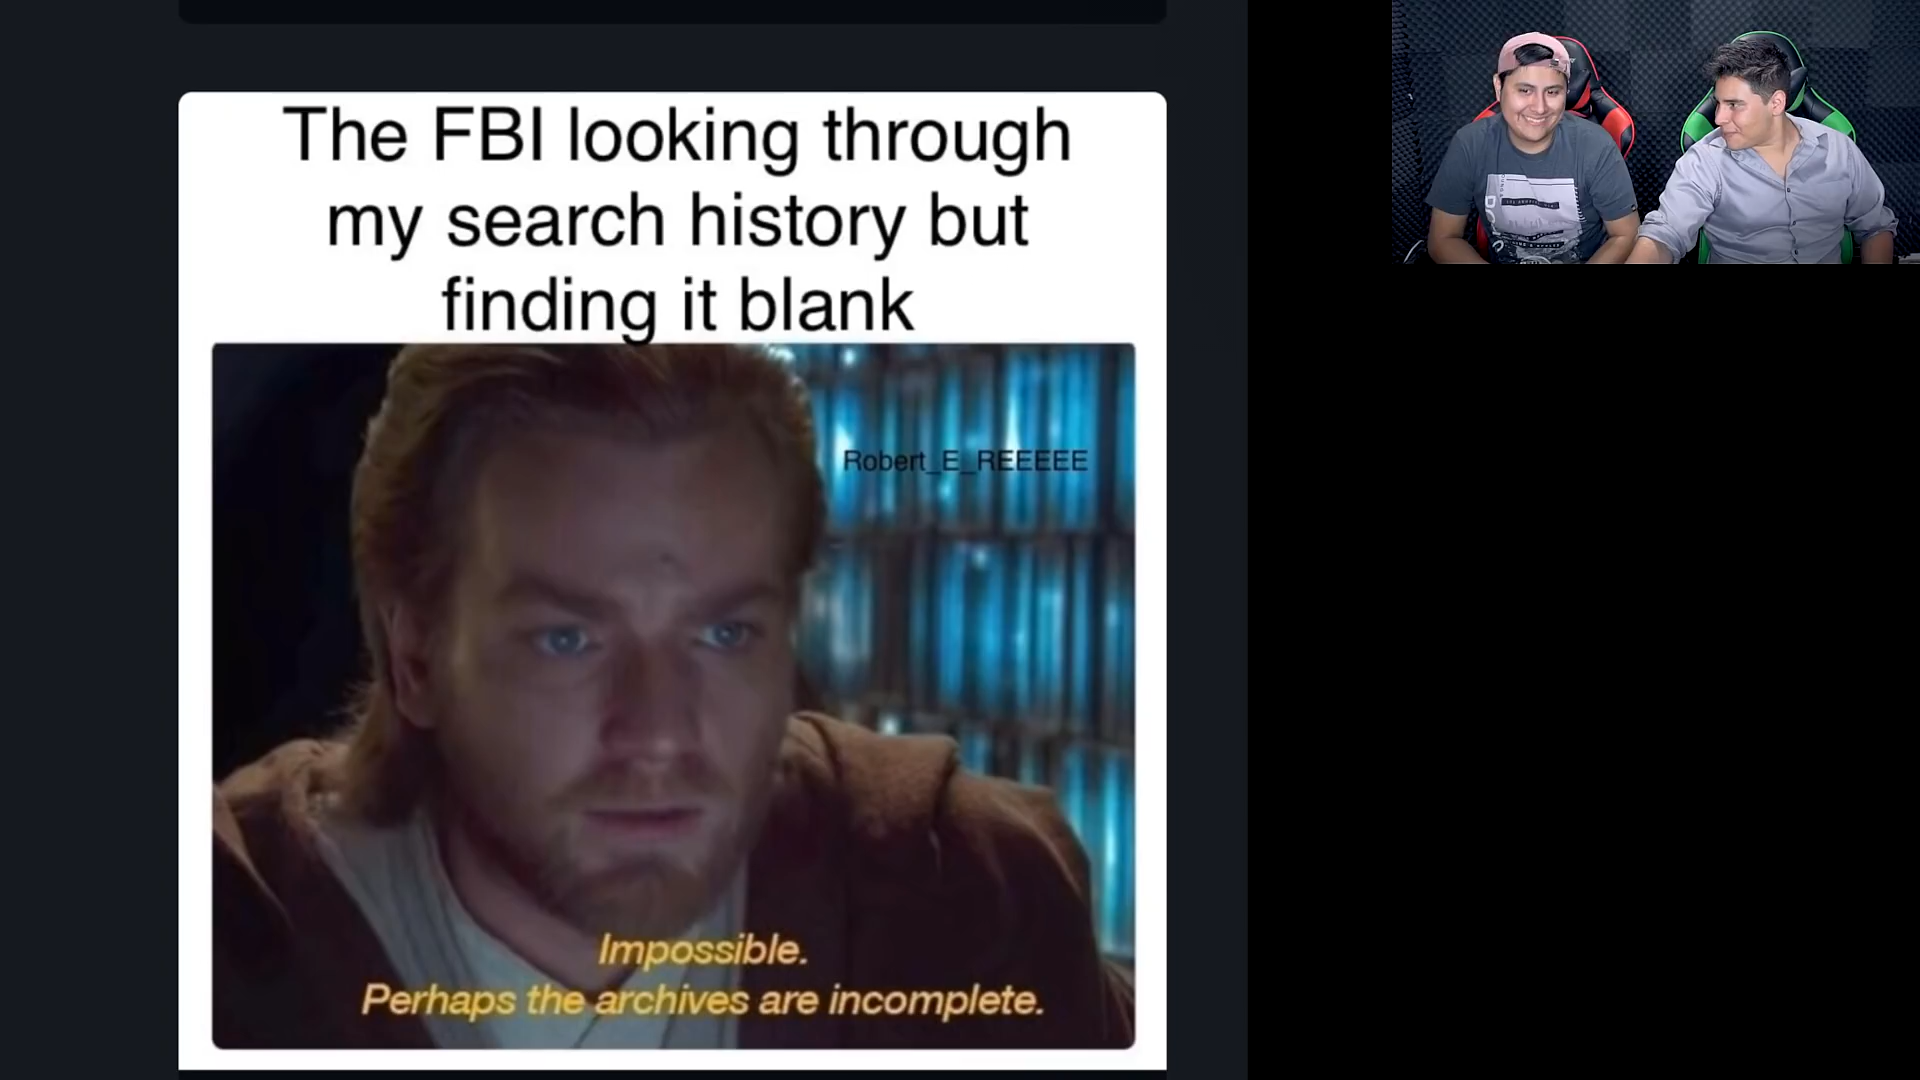 The FBI looking through
my search history but
finding it blank
Robert_E_REEEEE
Impossible.
Perhaps the archives are incomplete.